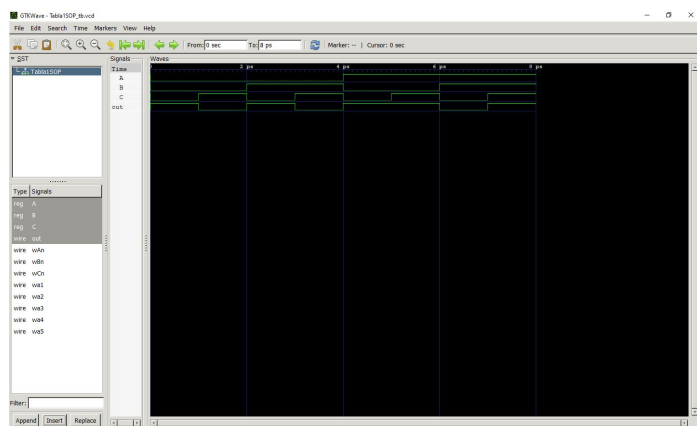 GTKWave - Tabla1SOP_tb.vcd
File Edit Search Time Markers View Help
From: 0 sec To: 8 ps Marker: -- | Cursor: 0 sec
SST
Tabla1SOP
Type Signals
reg A
reg B
reg C
wire out
wire wAn
wire wBn
wire wCn
wire wa1
wire wa2
wire wa3
wire wa4
wire wa5
Filter:
Append Insert Replace
Signals
Time
A
B
C
out
Waves
2 ps 4 ps 6 ps 8 ps